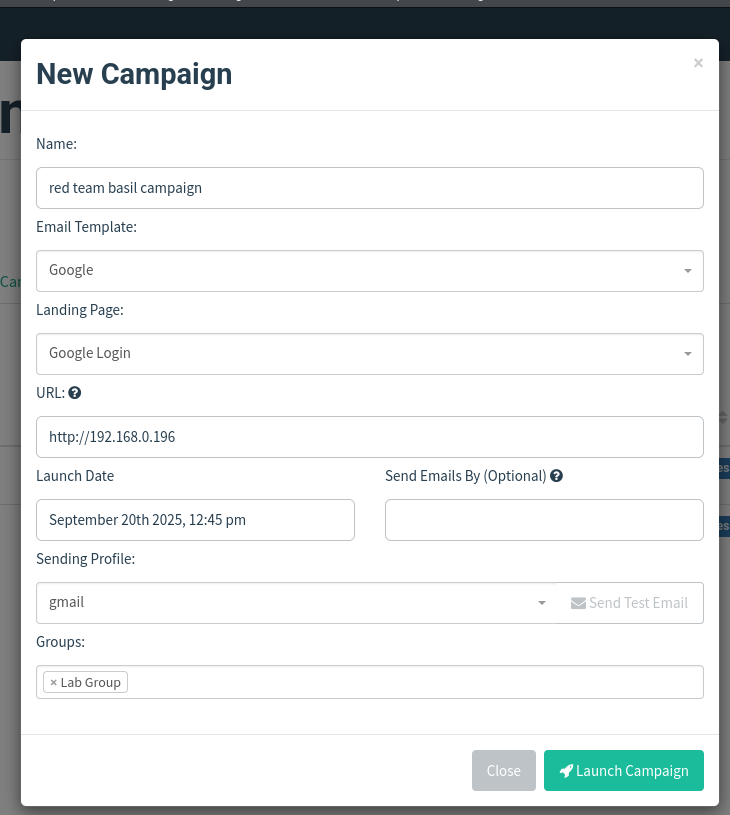 New Campaign
×
Name:
red team basil campaign
Email Template:
Google
Landing Page:
Google Login
URL:
http://192.168.0.196
Launch Date
Send Emails By (Optional)
September 20th 2025, 12:45 pm
Sending Profile:
gmail
Send Test Email
Groups:
× Lab Group
Close
Launch Campaign